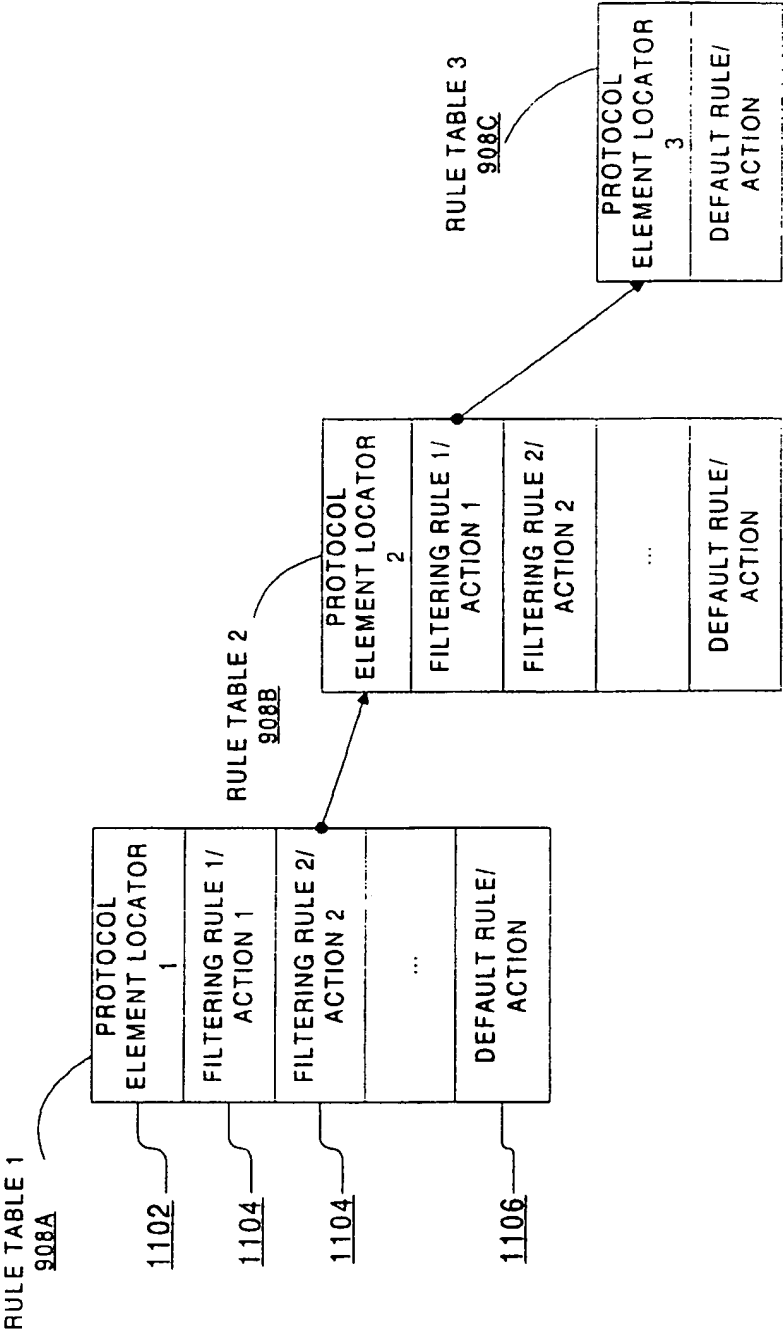 RULE TABLE 1
908A
1102
1104
1104
1106
PROTOCOL
ELEMENT LOCATOR
1
FILTERING RULE 1/
ACTION 1
FILTERING RULE 2/
ACTION 2
...
DEFAULT RULE/
ACTION
RULE TABLE 2
908B
PROTOCOL
ELEMENT LOCATOR
2
FILTERING RULE 1/
ACTION 1
FILTERING RULE 2/
ACTION 2
...
DEFAULT RULE/
ACTION
RULE TABLE 3
908C
PROTOCOL
ELEMENT LOCATOR
3
DEFAULT RULE/
ACTION